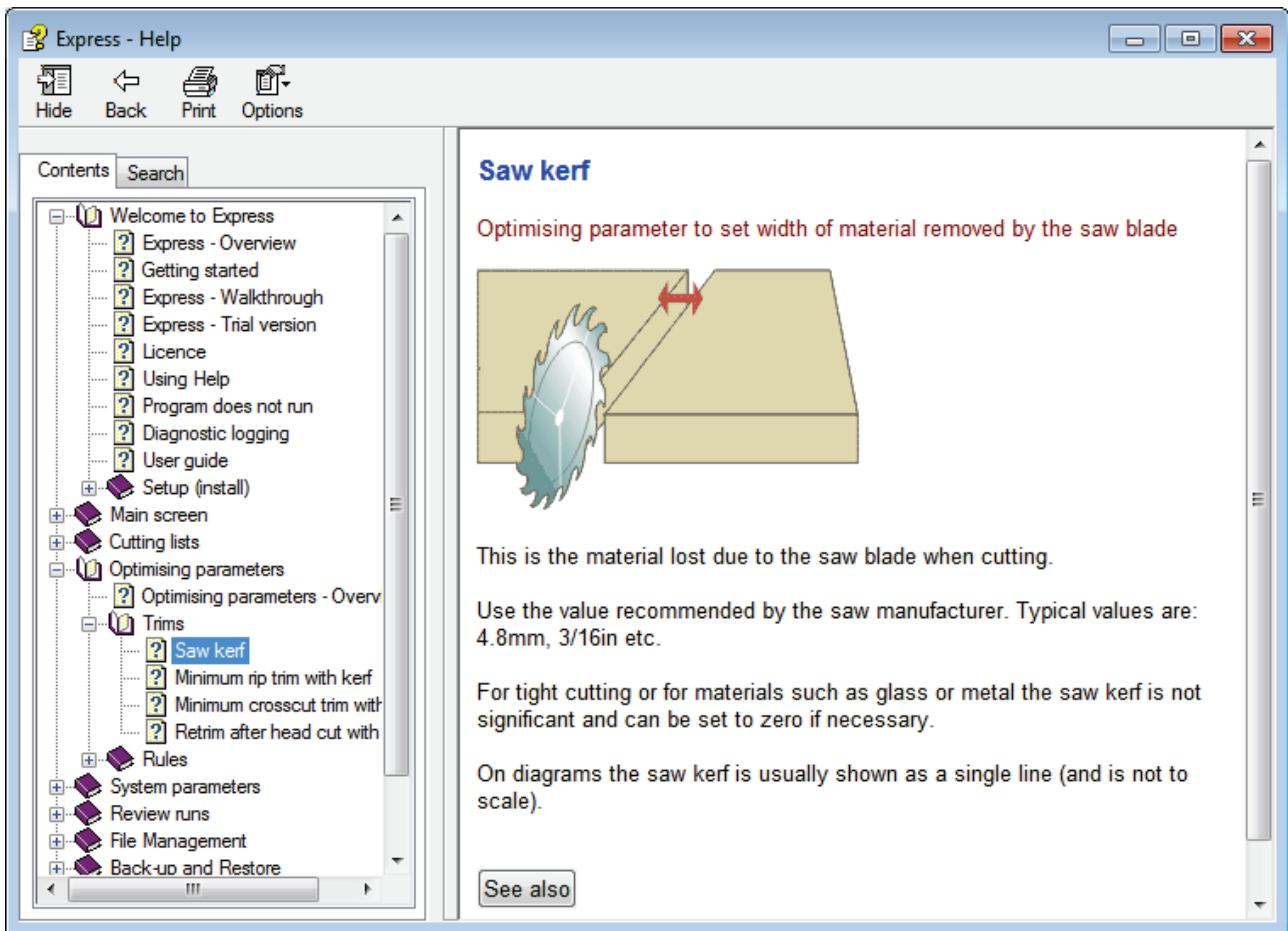 Express - Help
Hide Back Print Options
Contents Search
Welcome to Express
Express - Overview
Getting started
Express - Walkthrough
Express - Trial version
Licence
Using Help
Program does not run
Diagnostic logging
User guide
Setup (install)
Main screen
Cutting lists
Optimising parameters
Optimising parameters - Overvi
Trims
Saw kerf
Minimum rip trim with kerf
Minimum crosscut trim with
Retrim after head cut with
Rules
System parameters
Review runs
File Management
Back-up and Restore
Saw kerf
Optimising parameter to set width of material removed by the saw blade
This is the material lost due to the saw blade when cutting.
Use the value recommended by the saw manufacturer. Typical values are:
4.8mm, 3/16in etc.
For tight cutting or for materials such as glass or metal the saw kerf is not
significant and can be set to zero if necessary.
On diagrams the saw kerf is usually shown as a single line (and is not to
scale).
See also